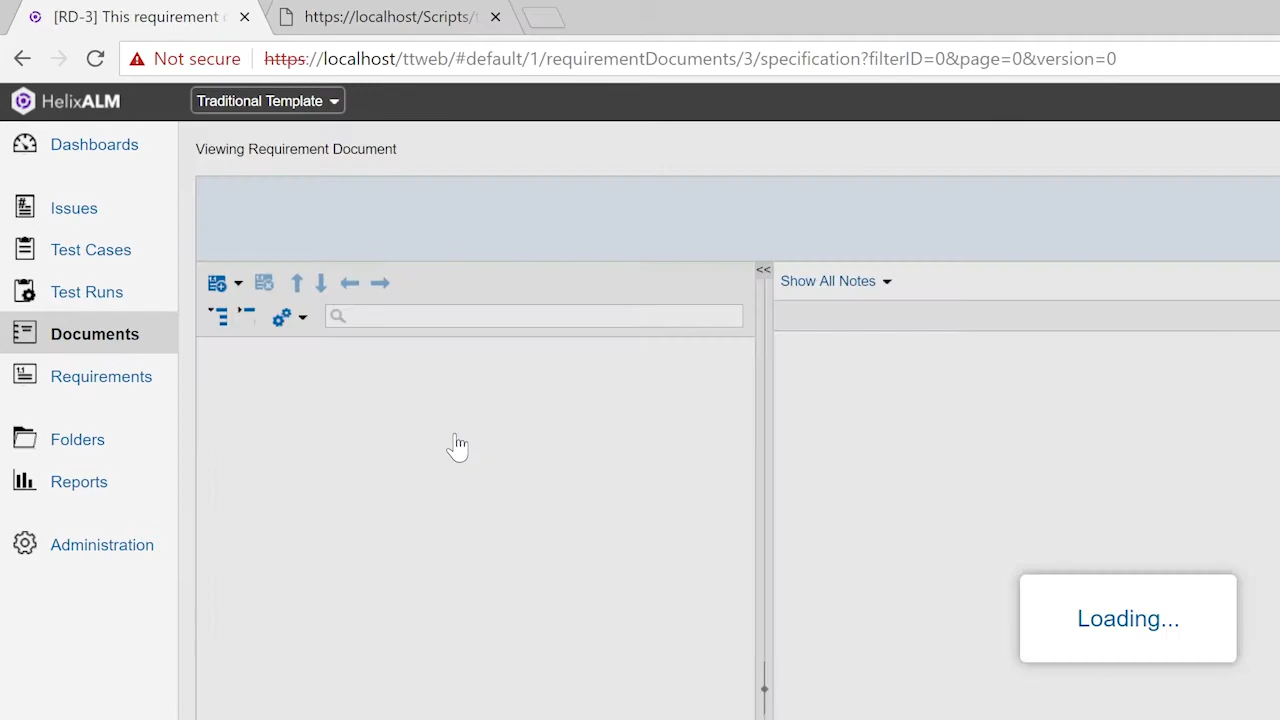 [RD-3] This requirement
https://localhost/Scripts/
Not secure
https://localhost/ttweb/#default/1/requirementDocuments/3/specification?filterID=0&page=0&version=0
HelixALM
Traditional Template
Dashboards
Viewing Requirement Document
Issues
Test Cases
Test Runs
Documents
Requirements
Folders
Reports
Administration
<<
Show All Notes
Loading...